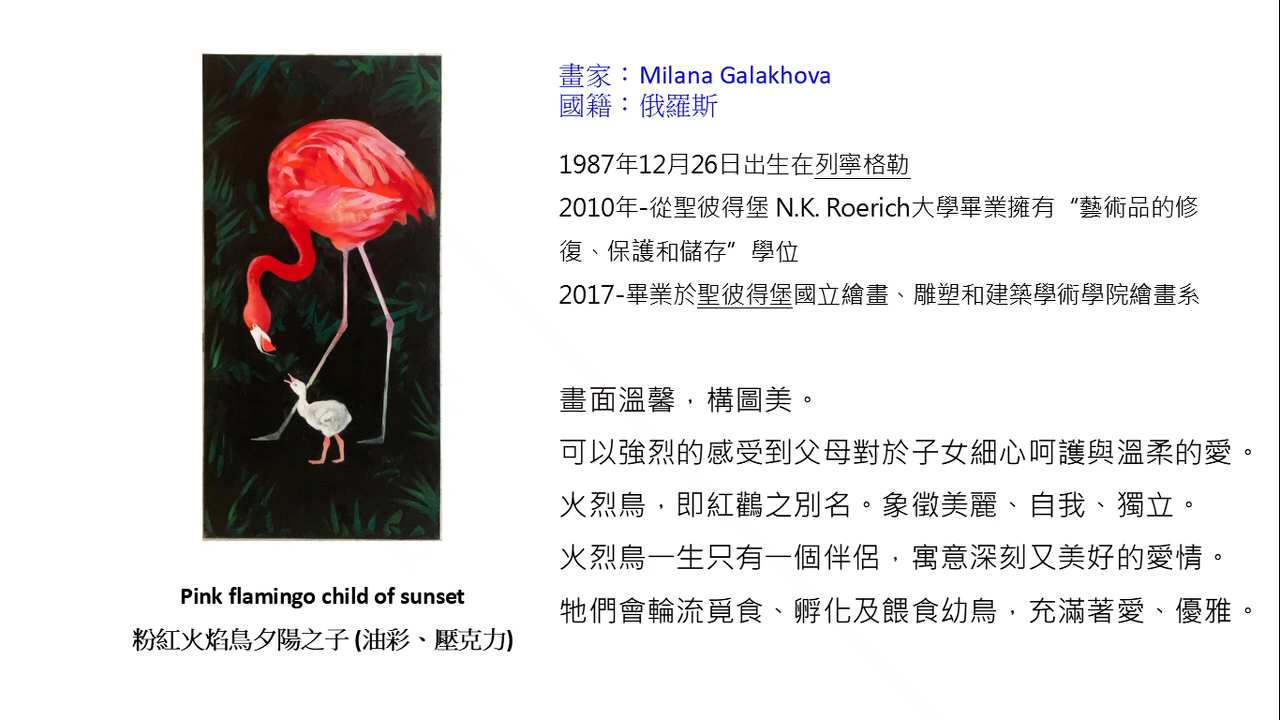 畫家：Milana Galakhova
國籍：俄羅斯
1987年12月26日出生在列寧格勒
2010年-從聖彼得堡 N.K. Roerich大學畢業擁有“藝術品的修
復、保護和儲存”學位
2017-畢業於聖彼得堡國立繪畫、雕塑和建築學術學院繪畫系
畫面溫馨，構圖美。
可以強烈的感受到父母對於子女細心呵護與溫柔的愛。
火烈鳥，即紅鸛之別名。象徵美麗、自我、獨立。
火烈鳥一生只有一個伴侶，寓意深刻又美好的愛情。
牠們會輪流覓食、孵化及餵食幼鳥，充滿著愛、優雅。
Pink flamingo child of sunset
粉紅火焰鳥夕陽之子 (油彩、壓克力)